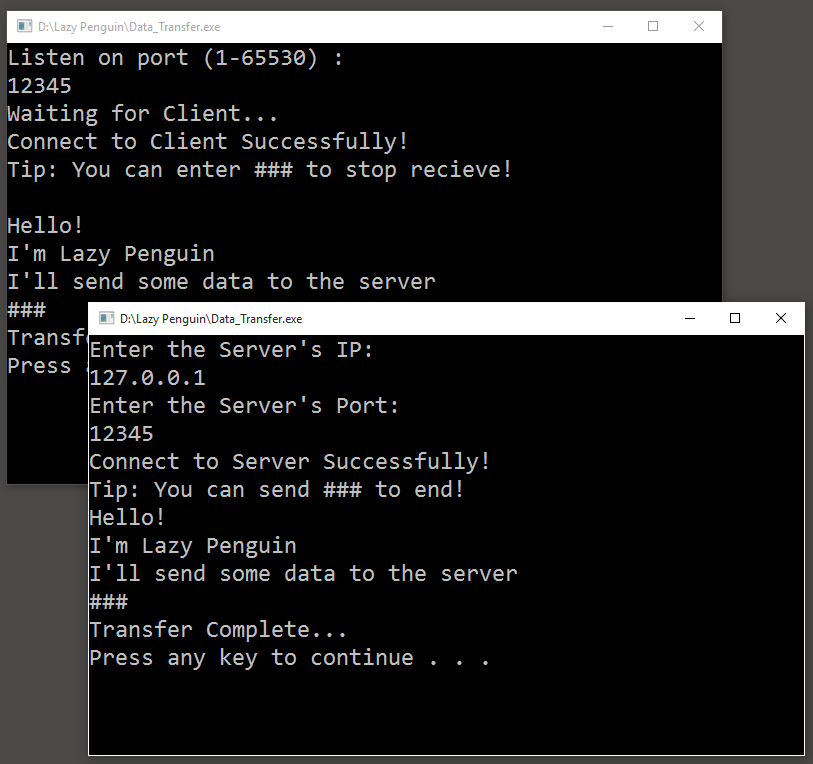 D:\Lazy Penguin\Data_Transfer.exe
Listen on port (1-65530) :
12345
Waiting for Client...
Connect to Client Successfully!
Tip: You can enter ### to stop recieve!
Hello!
I'm Lazy Penguin
I'll send some data to the server
###
Press
D:\Lazy Penguin\Data_Transfer.exe
Enter the Server's IP:
127.0.0.1
Enter the Server's Port:
12345
Connect to Server Successfully!
Tip: You can send ### to end!
Hello!
I'm Lazy Penguin
I'll send some data to the server
###
Transfer Complete...
Press any key to continue . . .